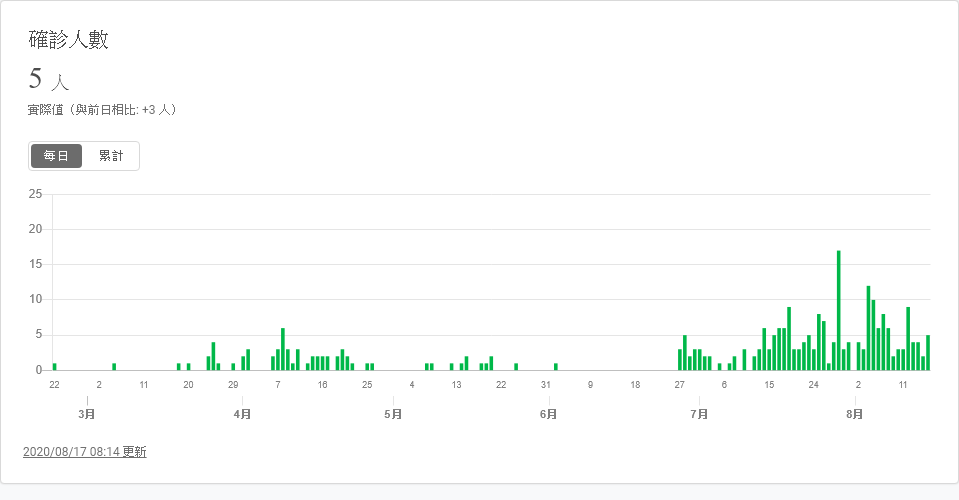 確診人數
5 人
實際值（與前日相比: +3 人）
每日 累計
25
20
15
10
5
0
22 2 11 20 29 7 16 25 4 13 22 31 9 18 27 6 15 24 2 11
3月 4月 5月 6月 7月 8月
2020/08/17 08:14 更新